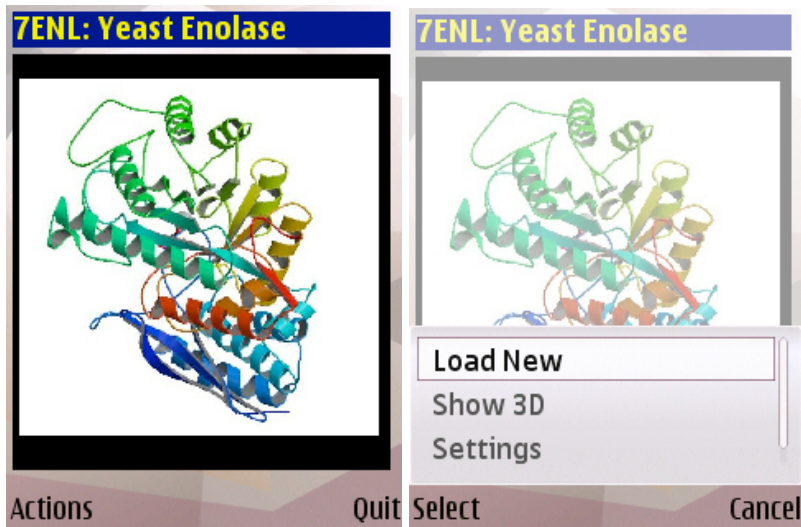 7ENL: Yeast Enolase
Actions Quit
7ENL: Yeast Enolase
Load New
Show 3D
Settings
Select Cancel